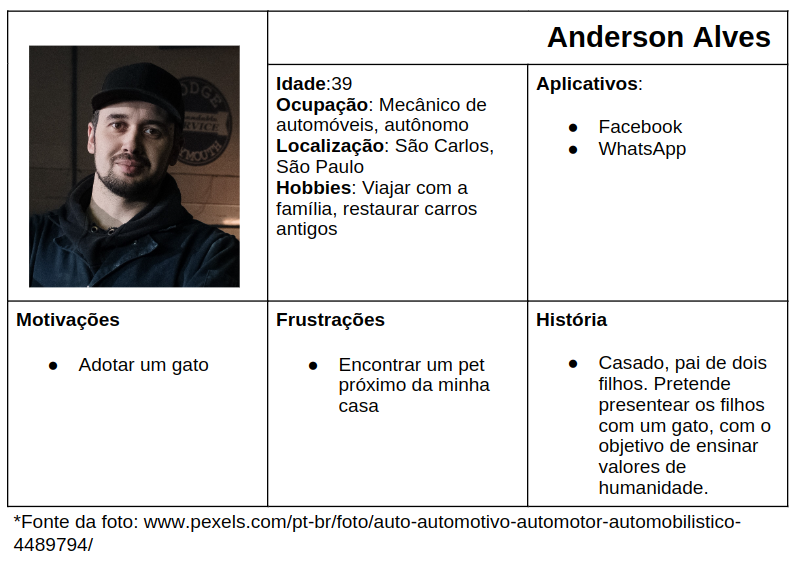 Anderson Alves
DODGE
SERVICE
PLYMOUTH
Idade:39
Ocupação: Mecânico de
automóveis, autônomo
Localização: São Carlos,
São Paulo
Hobbies: Viajar com a
família, restaurar carros
antigos
Aplicativos:
● Facebook
● WhatsApp
Motivações
● Adotar um gato
Frustrações
● Encontrar um pet
próximo da minha
casa
História
● Casado, pai de dois
filhos. Pretende
presentear os filhos
com um gato, com o
objetivo de ensinar
valores de
humanidade.
*Fonte da foto: www.pexels.com/pt-br/foto/auto-automotivo-automotor-automobilistico-
4489794/